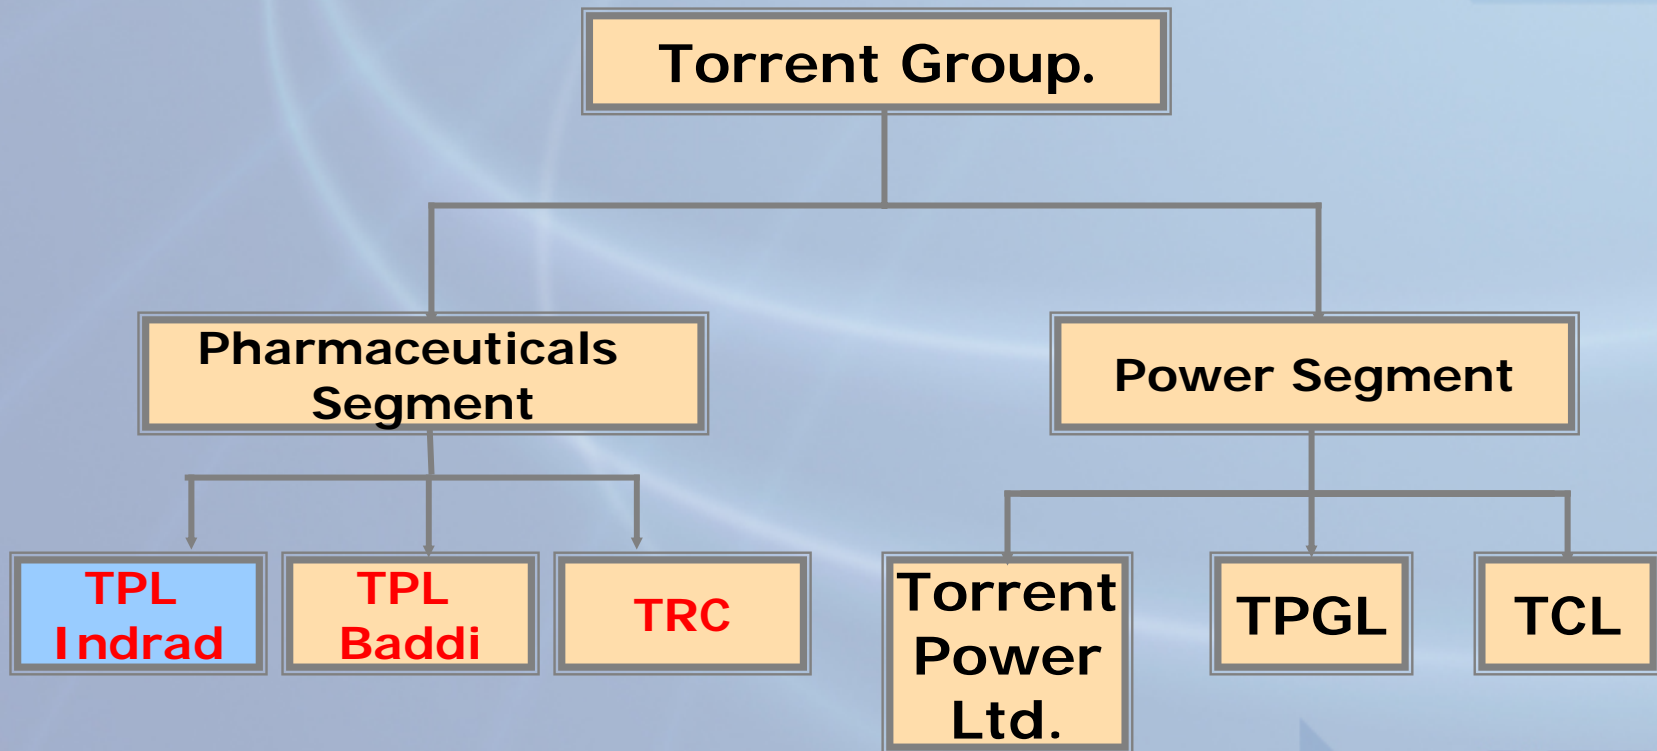 Torrent Group.
Pharmaceuticals
Segment
Power Segment
TPL
Indrad
TPL
Baddi
TRC
Torrent
Power
Ltd.
TPGL
TCL